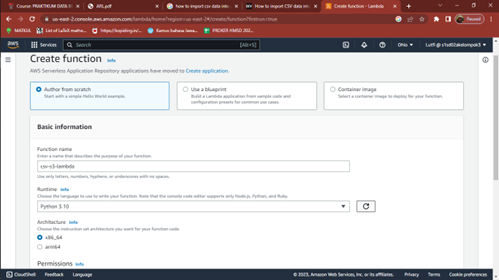 Course: PRAKTIKUM DATA S
ARL.pdf
how to import csv data int
How to import CSV data int
Create function - Lambda
us-east-2.console.aws.amazon.com/lambda/home?region=us-east-2#/create/function?firstrun=true
Paused
MATKUL
List of LaTeX mathe...
https://iopsiding.in/...
Kamus bahasa Jawa...
PROKER HMSD 202...
aws
Services
Search
[Alt+S]
Ohio
Create function Info
AWS Serverless Application Repository applications have moved to Create application.
Author from scratch
Start with a simple Hello World example.
Use a blueprint
Build a Lambda application from sample code and
configuration presets for common use cases.
Container image
Select a container image to deploy for your function.
Basic information
Function name
Enter a name that describes the purpose of your function.
csv-s3-lambda
Use only letters, numbers, hyphens, or underscores with no spaces.
Runtime Info
Choose the language to use to write your function. Note that the console code editor supports only Node.js, Python, and Ruby.
Python 3.10
Architecture Info
Choose the instruction set architecture you want for your function code.
x86_64
arm64
Permissions Info
CloudShell
Feedback
Language
© 2023, Amazon Web Services, Inc. or its affiliates.
Privacy
Terms
Cookie preferences